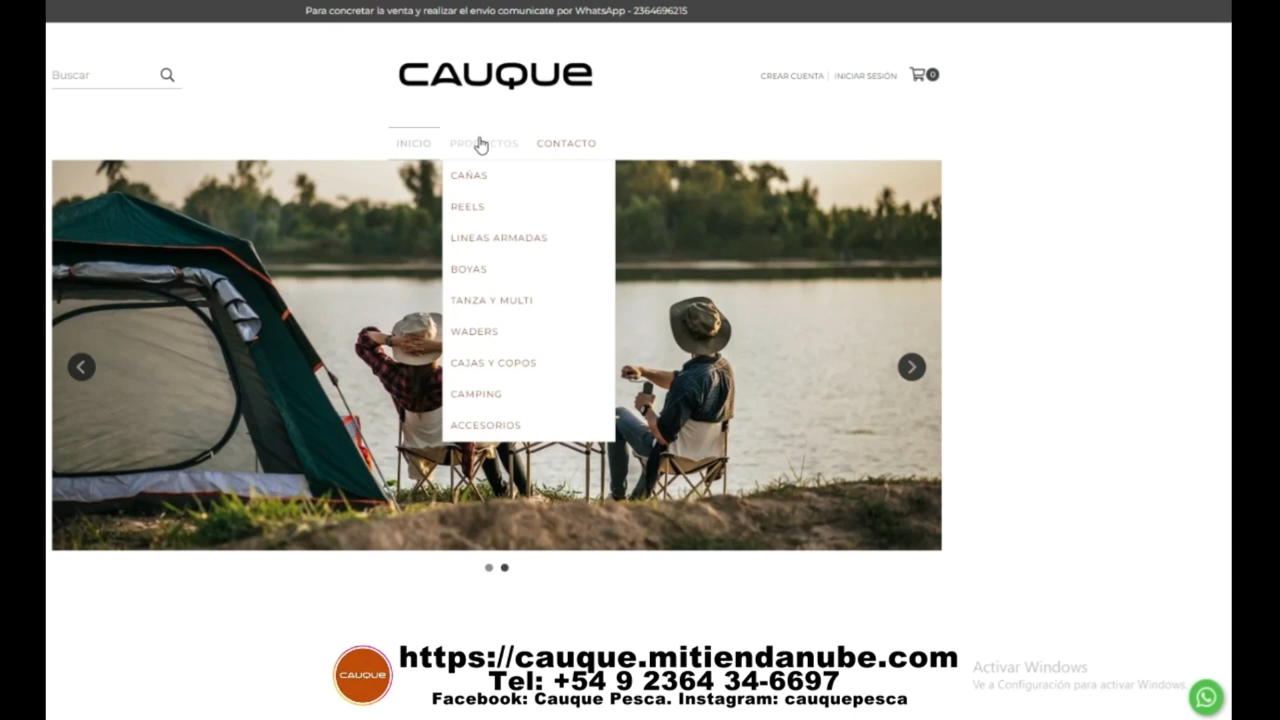 Para concretar la venta y realizar el envío comunicate por WhatsApp - 2364696215
Buscar
CAUQUE
CREAR CUENTA | INICIAR SESIÓN
0
INICIO PRODUCTOS CONTACTO
CAÑAS
REELS
LINEAS ARMADAS
BOYAS
TANZA Y MULTI
WADERS
CAJAS Y COPOS
CAMPING
ACCESORIOS
CAUQUE
https://cauque.mitiendanube.com
Tel: +54 9 2364 34-6697
Facebook: Cauque Pesca. Instagram: cauquepesca
Activar Windows
Ve a Configuración para activar Windows.